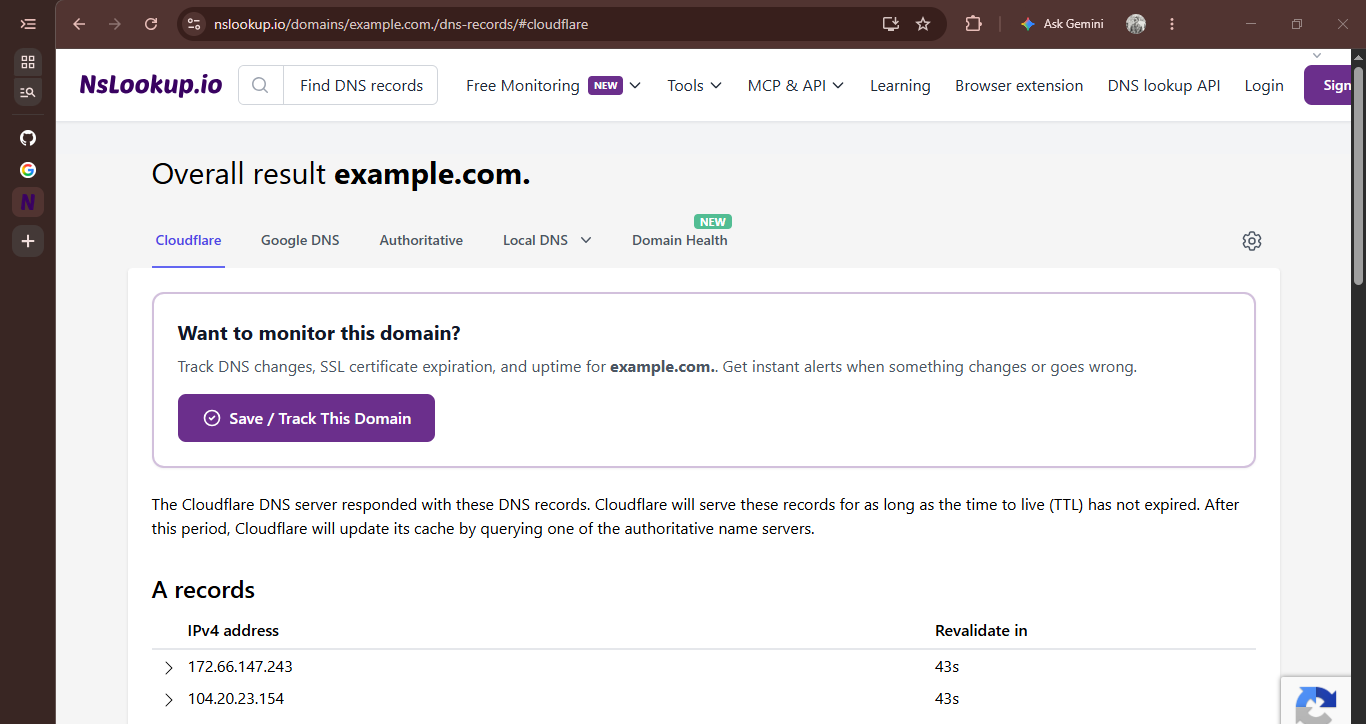 nslookup.io/domains/example.com./dns-records/#cloudflare
Ask Gemini
NsLookup.io
Find DNS records
Free Monitoring NEW
Tools
MCP & API
Learning
Browser extension
DNS lookup API
Login
Sign
Overall result example.com.
NEW
Cloudflare
Google DNS
Authoritative
Local DNS
Domain Health
Want to monitor this domain?
Track DNS changes, SSL certificate expiration, and uptime for example.com.. Get instant alerts when something changes or goes wrong.
Save / Track This Domain
The Cloudflare DNS server responded with these DNS records. Cloudflare will serve these records for as long as the time to live (TTL) has not expired. After
this period, Cloudflare will update its cache by querying one of the authoritative name servers.
A records
IPv4 address Revalidate in
172.66.147.243 43s
104.20.23.154 43s